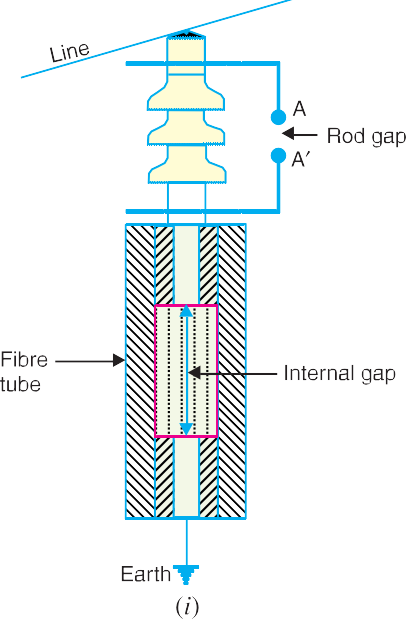 Line
A
Rod gap
A′
Fibre
tube
Internal gap
Earth
(i)